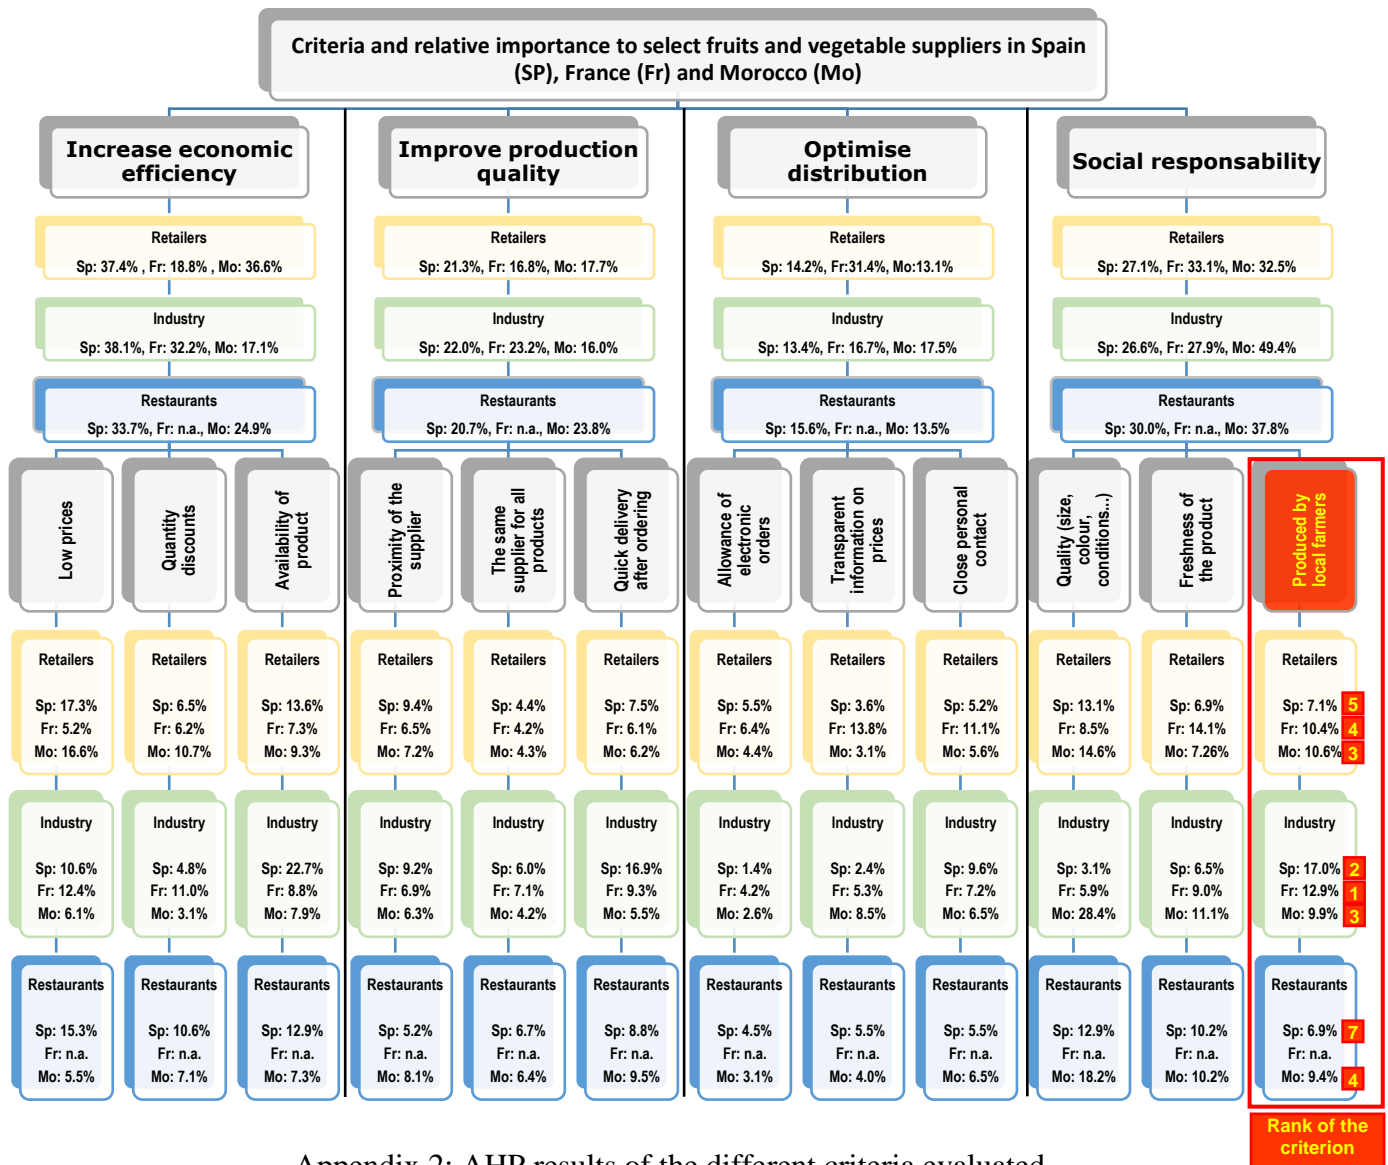 Criteria and relative importance to select fruits and vegetable suppliers in Spain
(SP), France (Fr) and Morocco (Mo)
Increase economic
efficiency
Improve production
quality
Optimise
distribution
Social responsability
Retailers
Sp: 37.4% , Fr: 18.8% , Mo: 36.6%
Retailers
Sp: 21.3%, Fr: 16.8%, Mo: 17.7%
Retailers
Sp: 14.2%, Fr:31.4%, Mo:13.1%
Retailers
Sp: 27.1%, Fr: 33.1%, Mo: 32.5%
Industry
Sp: 38.1%, Fr: 32.2%, Mo: 17.1%
Industry
Sp: 22.0%, Fr: 23.2%, Mo: 16.0%
Industry
Sp: 13.4%, Fr: 16.7%, Mo: 17.5%
Industry
Sp: 26.6%, Fr: 27.9%, Mo: 49.4%
Restaurants
Sp: 33.7%, Fr: n.a., Mo: 24.9%
Restaurants
Sp: 20.7%, Fr: n.a., Mo: 23.8%
Restaurants
Sp: 15.6%, Fr: n.a., Mo: 13.5%
Restaurants
Sp: 30.0%, Fr: n.a., Mo: 37.8%
Low prices
Quantity
discounts
Availability of
product
Proximity of the
supplier
The same
supplier for all
products
Quick delivery
after ordering
Allowance of
electronic
orders
Transparent
information on
prices
Close personal
contact
Quality (size,
colour,
conditions...)
Freshness of
the product
Produced by
local farmers
Retailers
Sp: 17.3%
Fr: 5.2%
Mo: 16.6%
Retailers
Sp: 6.5%
Fr: 6.2%
Mo: 10.7%
Retailers
Sp: 13.6%
Fr: 7.3%
Mo: 9.3%
Retailers
Sp: 9.4%
Fr: 6.5%
Mo: 7.2%
Retailers
Sp: 4.4%
Fr: 4.2%
Mo: 4.3%
Retailers
Sp: 7.5%
Fr: 6.1%
Mo: 6.2%
Retailers
Sp: 5.5%
Fr: 6.4%
Mo: 4.4%
Retailers
Sp: 3.6%
Fr: 13.8%
Mo: 3.1%
Retailers
Sp: 5.2%
Fr: 11.1%
Mo: 5.6%
Retailers
Sp: 13.1%
Fr: 8.5%
Mo: 14.6%
Retailers
Sp: 6.9%
Fr: 14.1%
Mo: 7.26%
Retailers
Sp: 7.1% 5
Fr: 10.4% 4
Mo: 10.6% 3
Industry
Sp: 10.6%
Fr: 12.4%
Mo: 6.1%
Industry
Sp: 4.8%
Fr: 11.0%
Mo: 3.1%
Industry
Sp: 22.7%
Fr: 8.8%
Mo: 7.9%
Industry
Sp: 9.2%
Fr: 6.9%
Mo: 6.3%
Industry
Sp: 6.0%
Fr: 7.1%
Mo: 4.2%
Industry
Sp: 16.9%
Fr: 9.3%
Mo: 5.5%
Industry
Sp: 1.4%
Fr: 4.2%
Mo: 2.6%
Industry
Sp: 2.4%
Fr: 5.3%
Mo: 8.5%
Industry
Sp: 9.6%
Fr: 7.2%
Mo: 6.5%
Industry
Sp: 3.1%
Fr: 5.9%
Mo: 28.4%
Industry
Sp: 6.5%
Fr: 9.0%
Mo: 11.1%
Industry
Sp: 17.0% 2
Fr: 12.9% 1
Mo: 9.9% 3
Restaurants
Sp: 15.3%
Fr: n.a.
Mo: 5.5%
Restaurants
Sp: 10.6%
Fr: n.a.
Mo: 7.1%
Restaurants
Sp: 12.9%
Fr: n.a.
Mo: 7.3%
Restaurants
Sp: 5.2%
Fr: n.a.
Mo: 8.1%
Restaurants
Sp: 6.7%
Fr: n.a.
Mo: 6.4%
Restaurants
Sp: 8.8%
Fr: n.a.
Mo: 9.5%
Restaurants
Sp: 4.5%
Fr: n.a.
Mo: 3.1%
Restaurants
Sp: 5.5%
Fr: n.a.
Mo: 4.0%
Restaurants
Sp: 5.5%
Fr: n.a.
Mo: 6.5%
Restaurants
Sp: 12.9%
Fr: n.a.
Mo: 18.2%
Restaurants
Sp: 10.2%
Fr: n.a.
Mo: 10.2%
Restaurants
Sp: 6.9% 7
Fr: n.a.
Mo: 9.4% 4
Rank of the
criterion
Appendix 2: AHP results of the different criteria evaluated